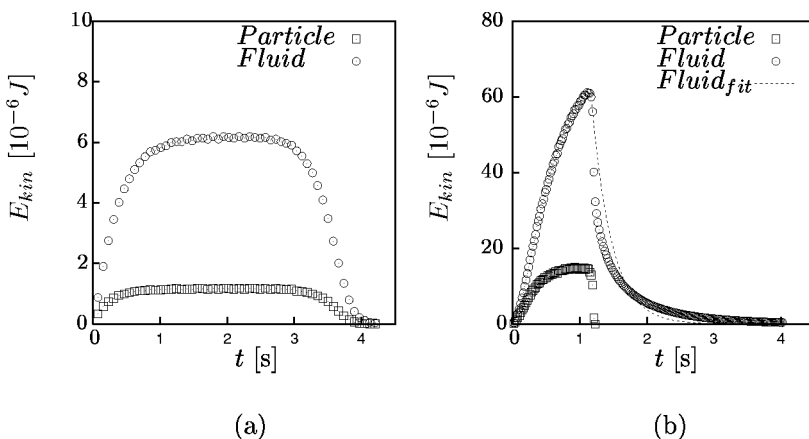 10
8
6
4
2
0
E_kin [10^-6 J]
Particle
Fluid
0 1 2 3 4
t [s]
(a)
80
60
40
20
0
E_kin [10^-6 J]
Particle
Fluid
Fluid_fit
0 1 2 3 4
t [s]
(b)